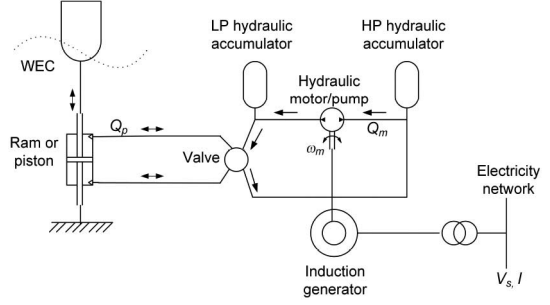 LP hydraulic
accumulator
HP hydraulic
accumulator
WEC
Hydraulic
motor/pump
Qp
Qm
Ram or
piston
Valve
ωm
Electricity
network
Induction
generator
Vs, I